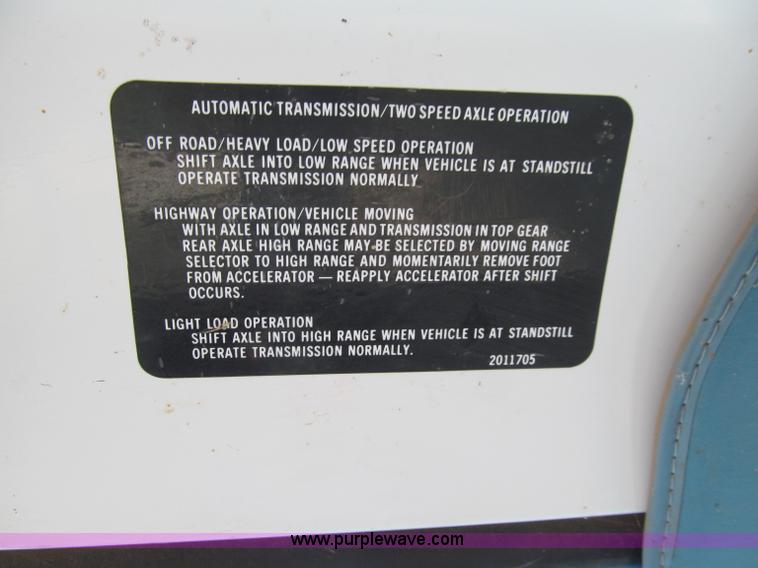 AUTOMATIC TRANSMISSION/TWO SPEED AXLE OPERATION
OFF ROAD/HEAVY LOAD/LOW SPEED OPERATION
SHIFT AXLE INTO LOW RANGE WHEN VEHICLE IS AT STANDSTILL
OPERATE TRANSMISSION NORMALLY
HIGHWAY OPERATION/VEHICLE MOVING
WITH AXLE IN LOW RANGE AND TRANSMISSION IN TOP GEAR
REAR AXLE HIGH RANGE MAY BE SELECTED BY MOVING RANGE
SELECTOR TO HIGH RANGE AND MOMENTARILY REMOVE FOOT
FROM ACCELERATOR — REAPPLY ACCELERATOR AFTER SHIFT
OCCURS.
LIGHT LOAD OPERATION
SHIFT AXLE INTO HIGH RANGE WHEN VEHICLE IS AT STANDSTILL
OPERATE TRANSMISSION NORMALLY.
2011705
www.purplewave.com